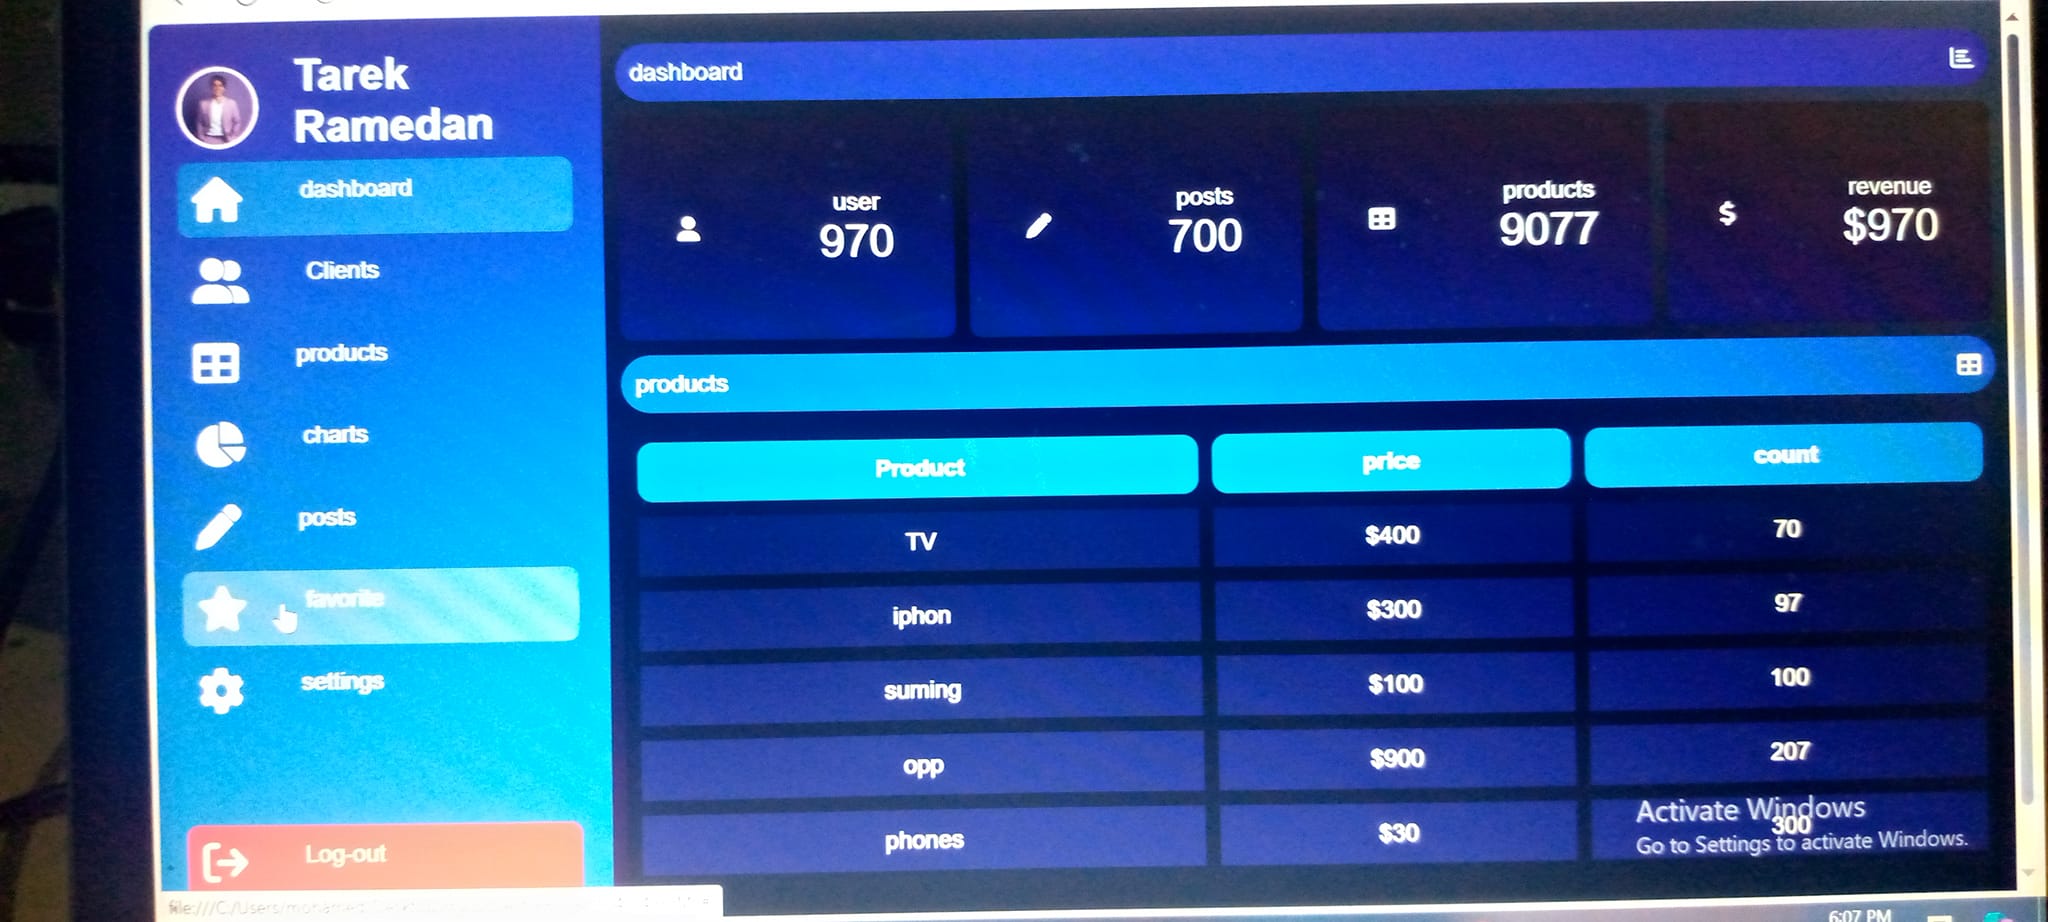 Tarek
Ramedan
dashboard
Clients
products
charts
posts
favorite
settings
Log-out
dashboard
user
970
posts
700
products
9077
$
revenue
$970
products
Product price count
TV $400 70
iphon $300 97
suming $100 100
opp $900 207
phones $30 300
Activate Windows
Go to Settings to activate Windows.
file:///C:/Users/mohamed
6:07 PM